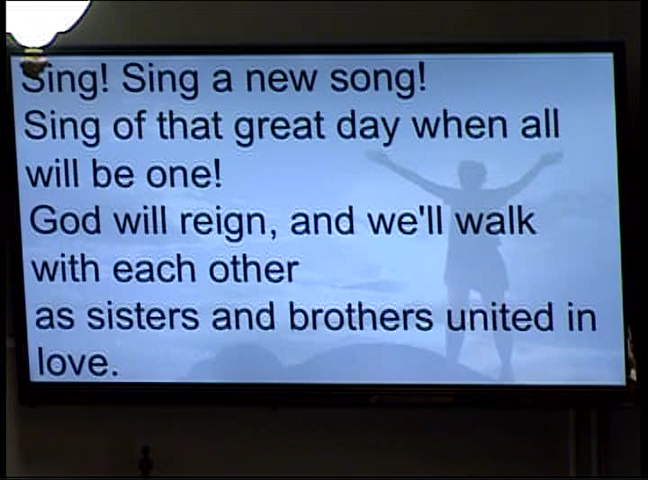 Sing! Sing a new song!
Sing of that great day when all
will be one!
God will reign, and we'll walk
with each other
as sisters and brothers united in
love.